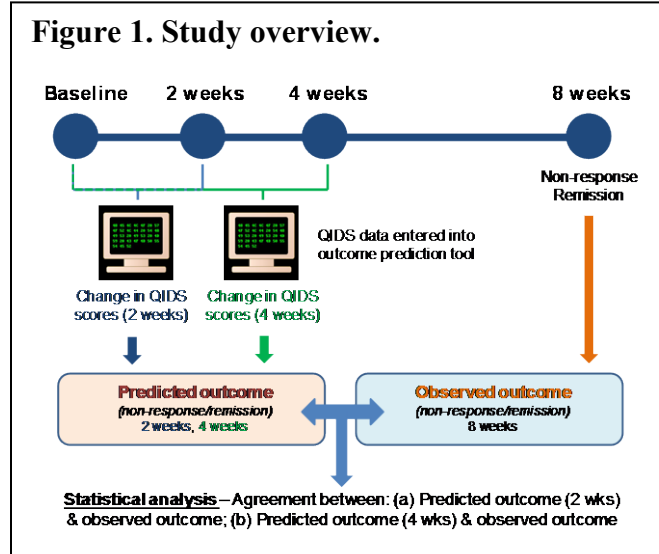 Figure 1. Study overview.
Baseline 2 weeks 4 weeks 8 weeks
Non-response
Remission
QIDS data entered into
outcome prediction tool
Change in QIDS
scores (2 weeks)
Change in QIDS
scores (4 weeks)
Predicted outcome
(non-response/remission)
2 weeks, 4 weeks
Observed outcome
(non-response/remission)
8 weeks
Statistical analysis – Agreement between: (a) Predicted outcome (2 wks)
& observed outcome; (b) Predicted outcome (4 wks) & observed outcome